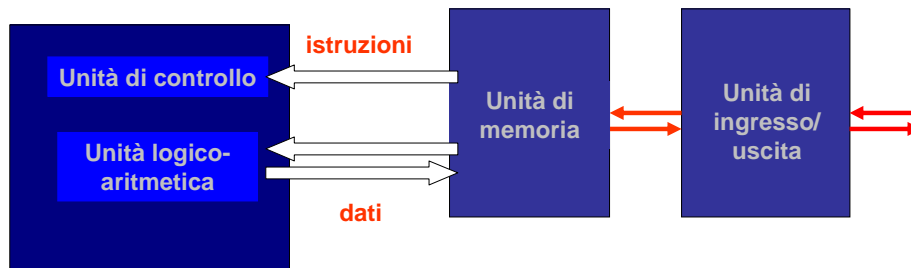 istruzioni
Unità di controllo
Unità logico-
aritmetica
dati
Unità di
memoria
Unità di
ingresso/
uscita